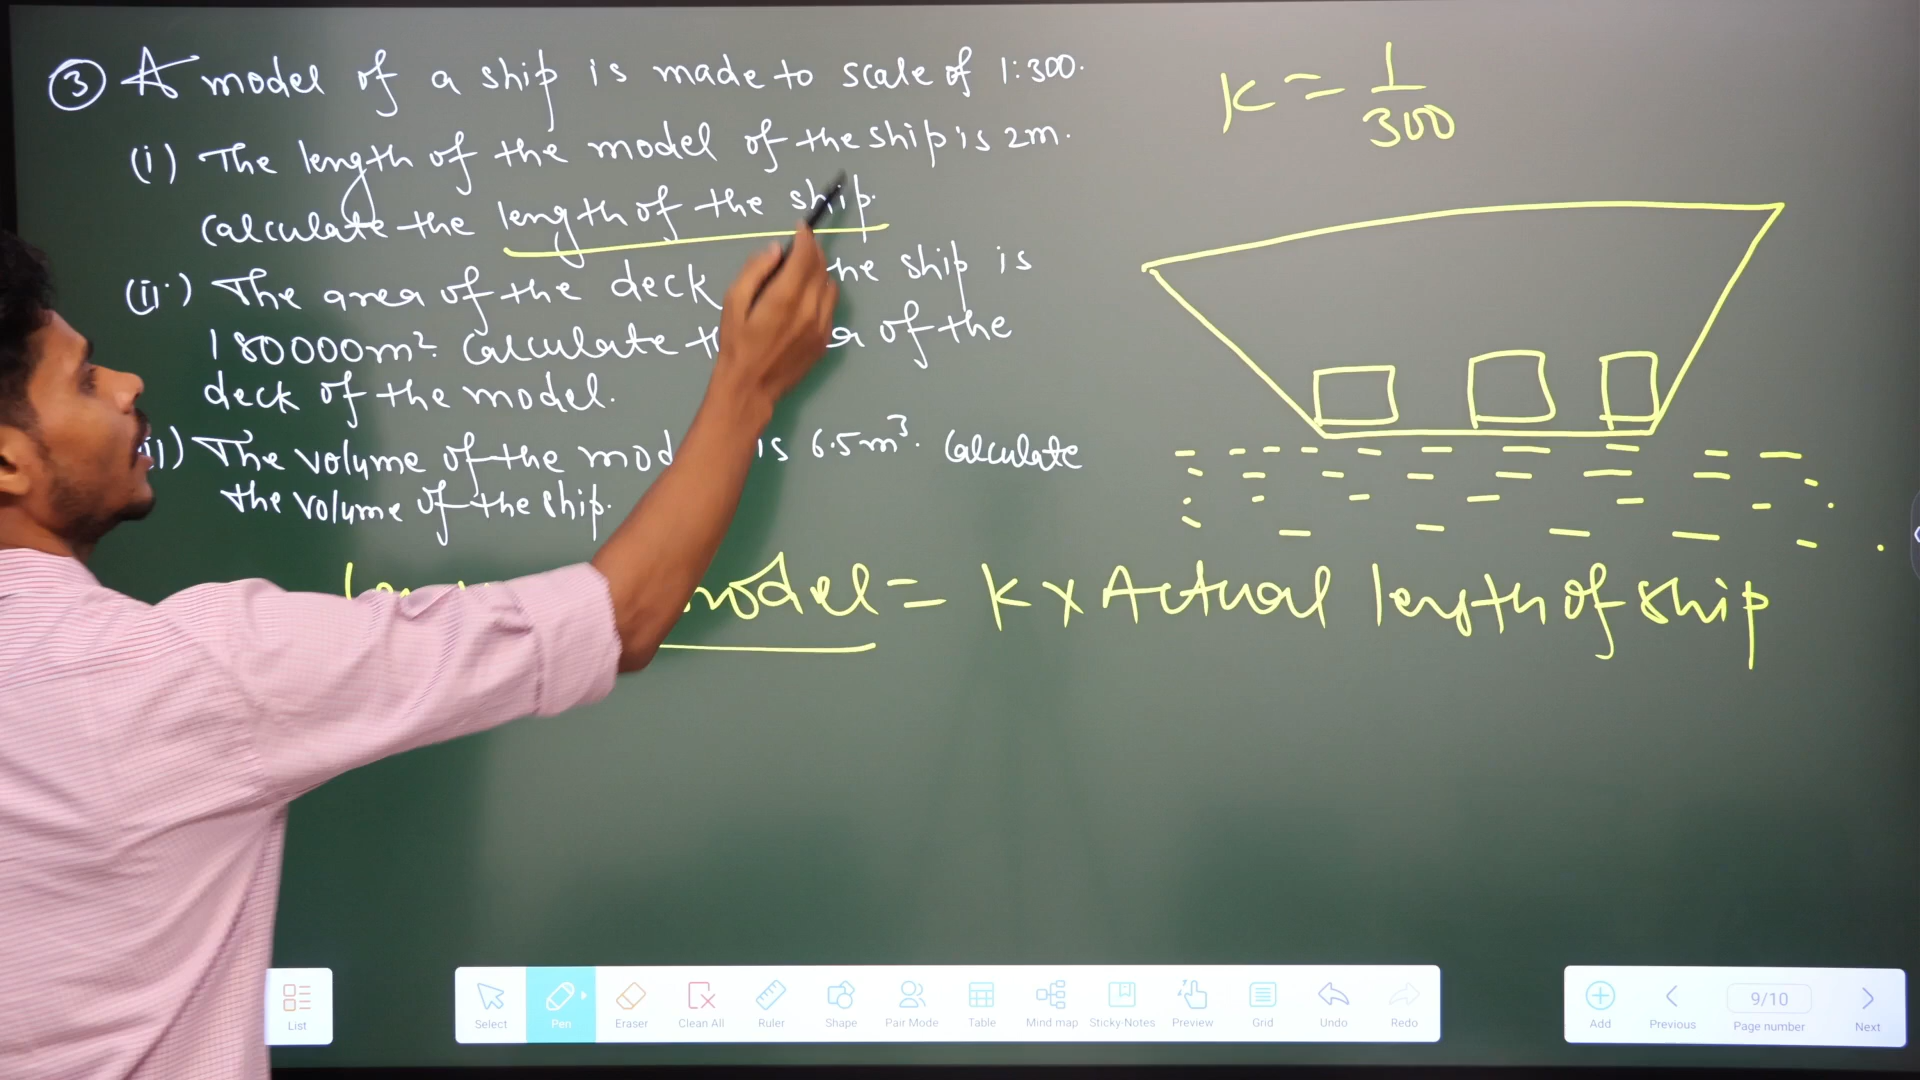 3 A model of a ship is made to scale of 1:300.
K = 1/300
(i) The length of the model of the ship is 2m.
Calculate the length of the ship.
(ii) The area of the deck he ship is
180000m². Calculate of the
deck of the model.
The volume of the mod is 6.5m³. Calculate
the volume of the ship.
model = K x Actual length of ship
List
Select
Pen
Eraser
Clean All
Ruler
Shape
Pair Mode
Table
Mind map
Sticky-Notes
Preview
Grid
Undo
Redo
Add
Previous
9/10
Page number
Next